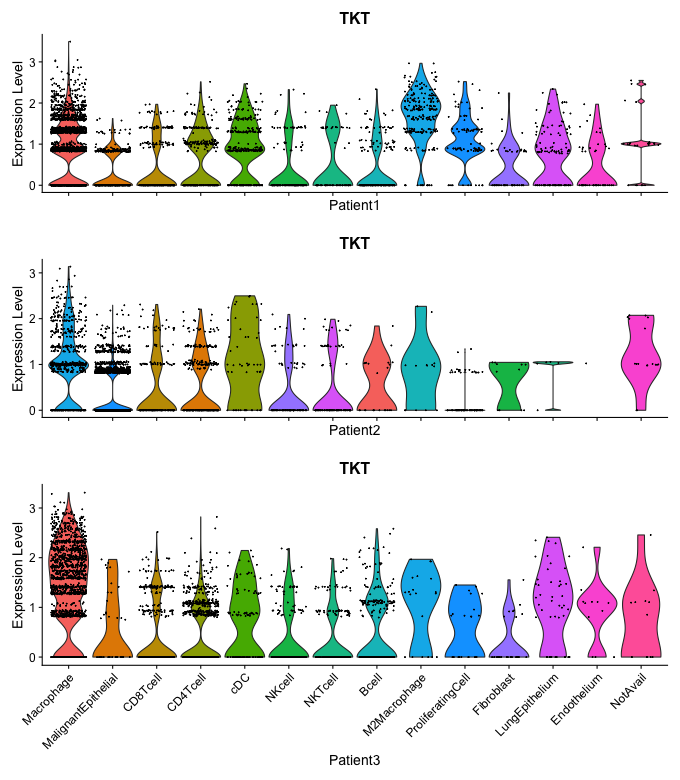 TKT
Expression Level
3
2
1
0
Patient1
TKT
Expression Level
3
2
1
0
Patient2
TKT
Expression Level
3
2
1
0
Macrophage
MalignantEpithelial
CD8Tcell
CD4Tcell
cDC
NKcell
NKTcell
Bcell
M2Macrophage
ProliferatingCell
Fibroblast
LungEpithelium
Endothelium
NotAvail
Patient3